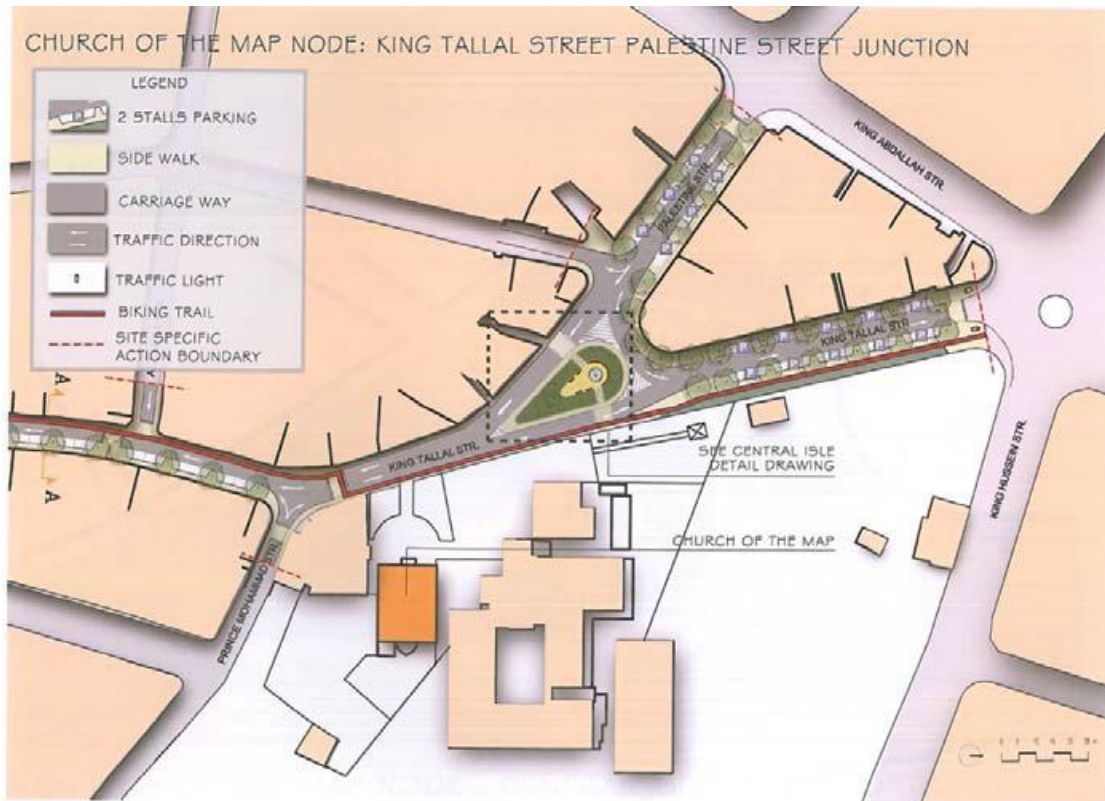 CHURCH OF THE MAP NODE: KING TALLAL STREET PALESTINE STREET JUNCTION
LEGEND
2 STALLS PARKING
SIDE WALK
CARRIAGE WAY
TRAFFIC DIRECTION
TRAFFIC LIGHT
BIKING TRAIL
SITE SPECIFIC
ACTION BOUNDARY
KING ABDALLAH STR.
PALESTINE STR.
KING TALLAL STR.
A
A
KING TALLAL STR.
SEE CENTRAL ISLE
DETAIL DRAWING
KING HUSSEIN STR.
CHURCH OF THE MAP
PRINCE MOHAMMAD STR.